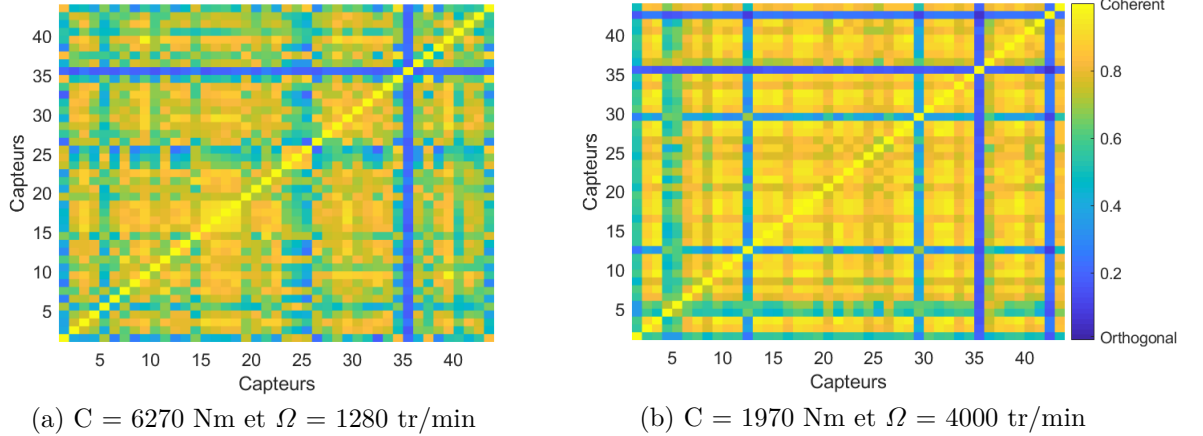 Coherent
40
35
30
25
20
15
10
5
Capteurs
5 10 15 20 25 30 35 40
Capteurs
40
35
30
25
20
15
10
5
Capteurs
5 10 15 20 25 30 35 40
Capteurs
0.8
0.6
0.4
0.2
Orthogonal
(a) C = 6270 Nm et Ω = 1280 tr/min
(b) C = 1970 Nm et Ω = 4000 tr/min